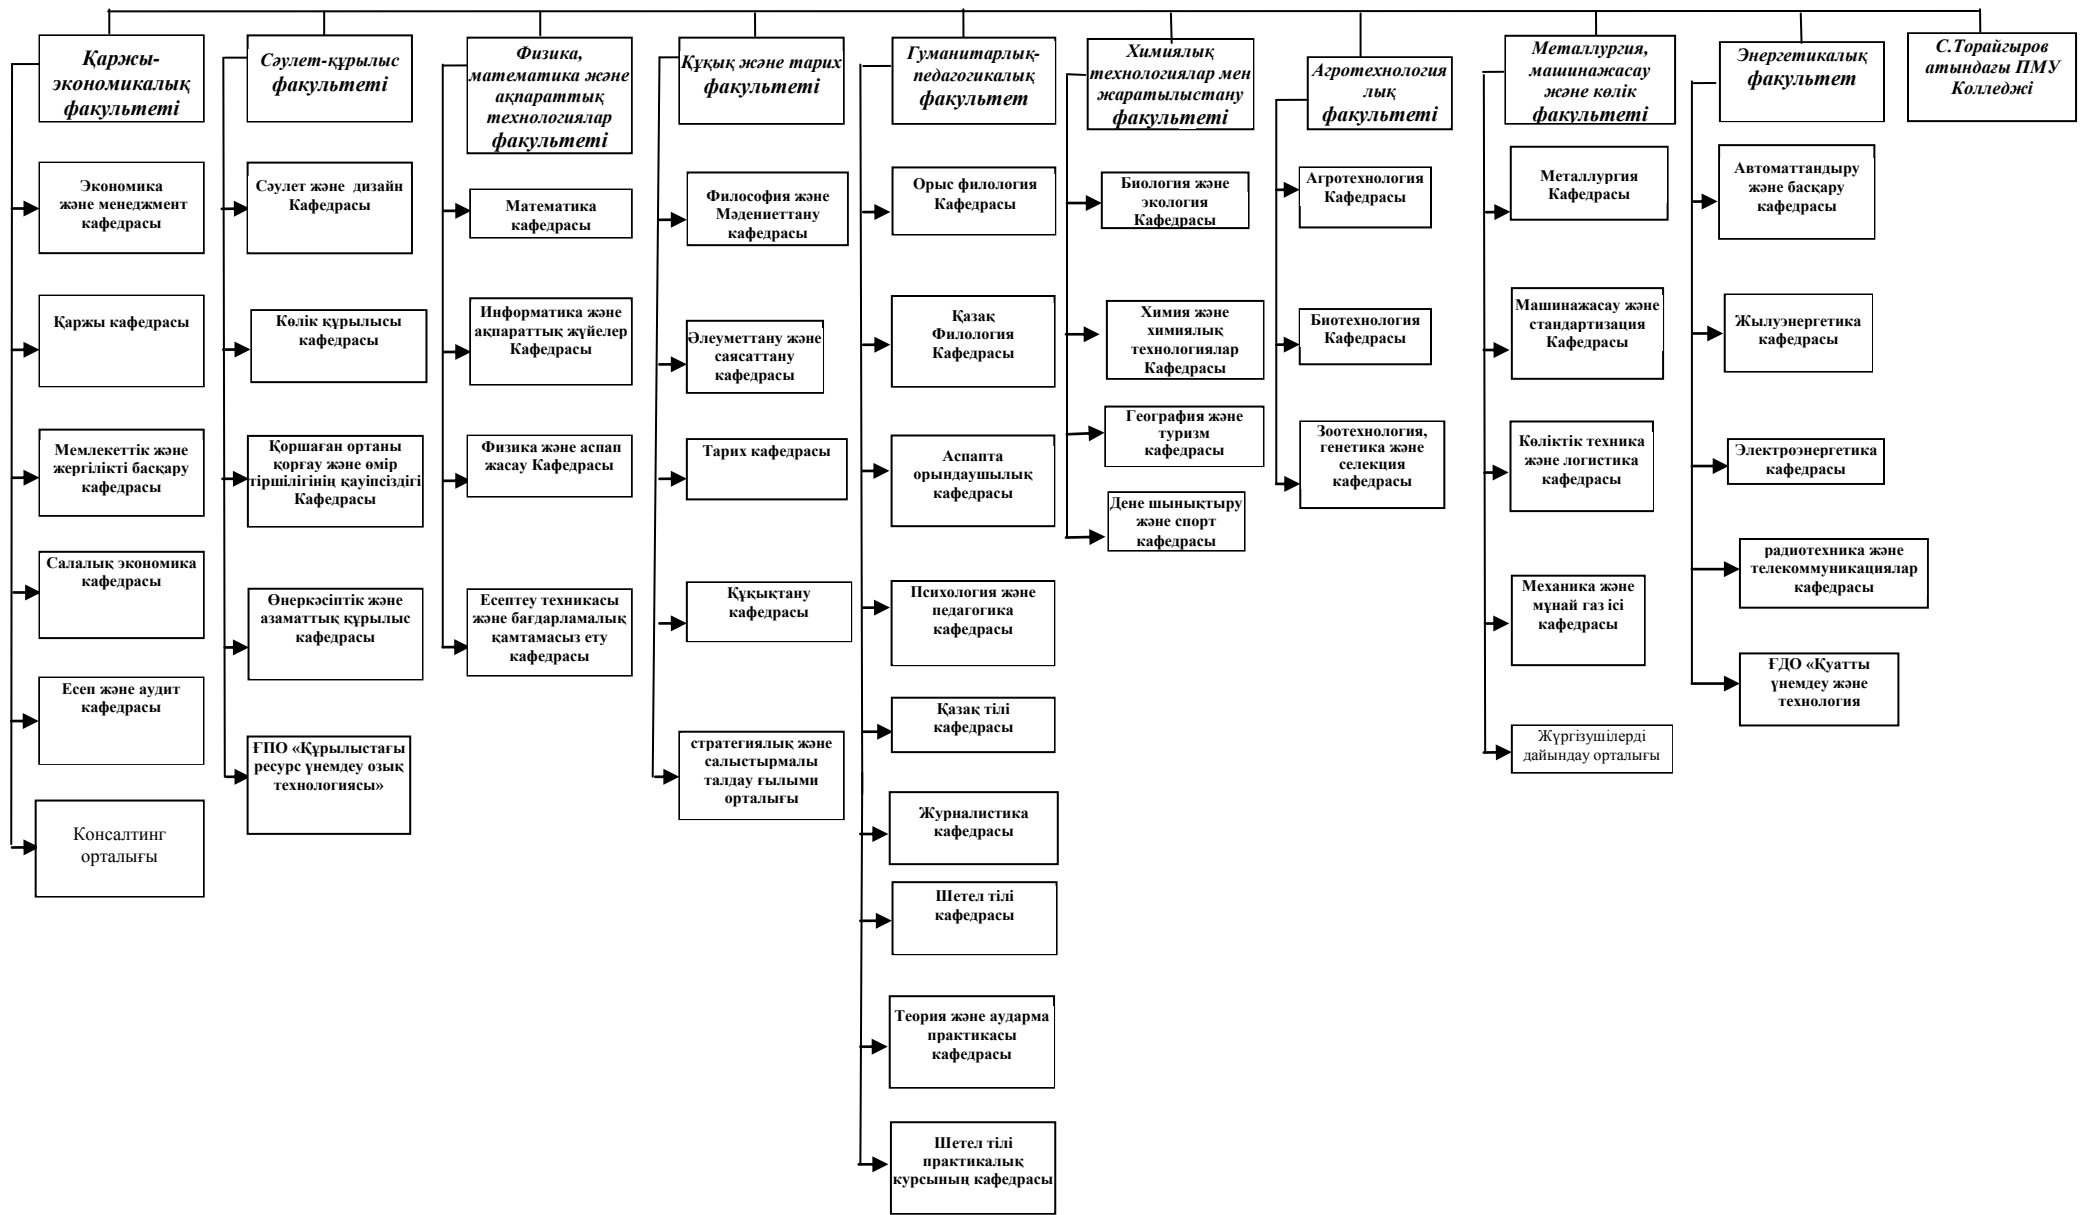 Қаржы-
экономикалық
факультеті
Экономика
және менеджмент
кафедрасы
Қаржы кафедрасы
Мемлекеттік және
жергілікті басқару
кафедрасы
Салалық экономика
кафедрасы
Есеп және аудит
кафедрасы
Консалтинг
орталығы
Сәулет-құрылыс
факультеті
Сәулет және дизайн
Кафедрасы
Көлік құрылысы
кафедрасы
Қоршаған ортаны
қорғау және өмір
тіршілігінің қауіпсіздігі
Кафедрасы
Өнеркәсіптік және
азаматтық құрылыс
кафедрасы
ҒПО «Құрылыстағы
ресурс үнемдеу озық
технологиясы»
Физика,
математика және
ақпараттық
технологиялар
факультеті
Математика
кафедрасы
Информатика және
ақпараттық жүйелер
Кафедрасы
Физика және аспап
жасау Кафедрасы
Есептеу техникасы
және бағдарламалық
қамтамасыз ету
кафедрасы
Құқық және тарих
факультеті
Философия және
Мәдениеттану
кафедрасы
Әлеуметтану және
саясаттану
кафедрасы
Тарих кафедрасы
Құқықтану
кафедрасы
стратегиялық және
салыстырмалы
талдау ғылыми
орталығы
Гуманитарлық-
педагогикалық
факультет
Орыс филология
Кафедрасы
Қазақ
Филология
Кафедрасы
Аспапта
орындаушылық
кафедрасы
Психология және
педагогика
кафедрасы
Қазақ тілі
кафедрасы
Журналистика
кафедрасы
Шетел тілі
кафедрасы
Теория және аударма
практикасы
кафедрасы
Шетел тілі
практикалық
курсының кафедрасы
Химиялық
технологиялар мен
жаратылыстану
факультеті
Биология және
экология
Кафедрасы
Химия және
химиялық
технологиялар
Кафедрасы
География және
туризм
кафедрасы
Дене шынықтыру
және спорт
кафедрасы
Агротехнология
лық
факультеті
Агротехнология
Кафедрасы
Биотехнология
Кафедрасы
Зоотехнология,
генетика және
селекция
кафедрасы
Металлургия,
машинажасау
және көлік
факультеті
Металлургия
Кафедрасы
Машинажасау және
стандартизация
Кафедрасы
Көліктік техника
және логистика
кафедрасы
Механика және
мұнай газ ісі
кафедрасы
Жүргізушілерді
дайындау орталығы
Энергетикалық
факультет
Автоматтандыру
және басқару
кафедрасы
Жылуэнергетика
кафедрасы
Электроэнергетика
кафедрасы
радиотехника және
телекоммуникациялар
кафедрасы
ҒДО «Қуатты
үнемдеу және
технология
С.Торайгыров
атындағы ПМУ
Колледжі